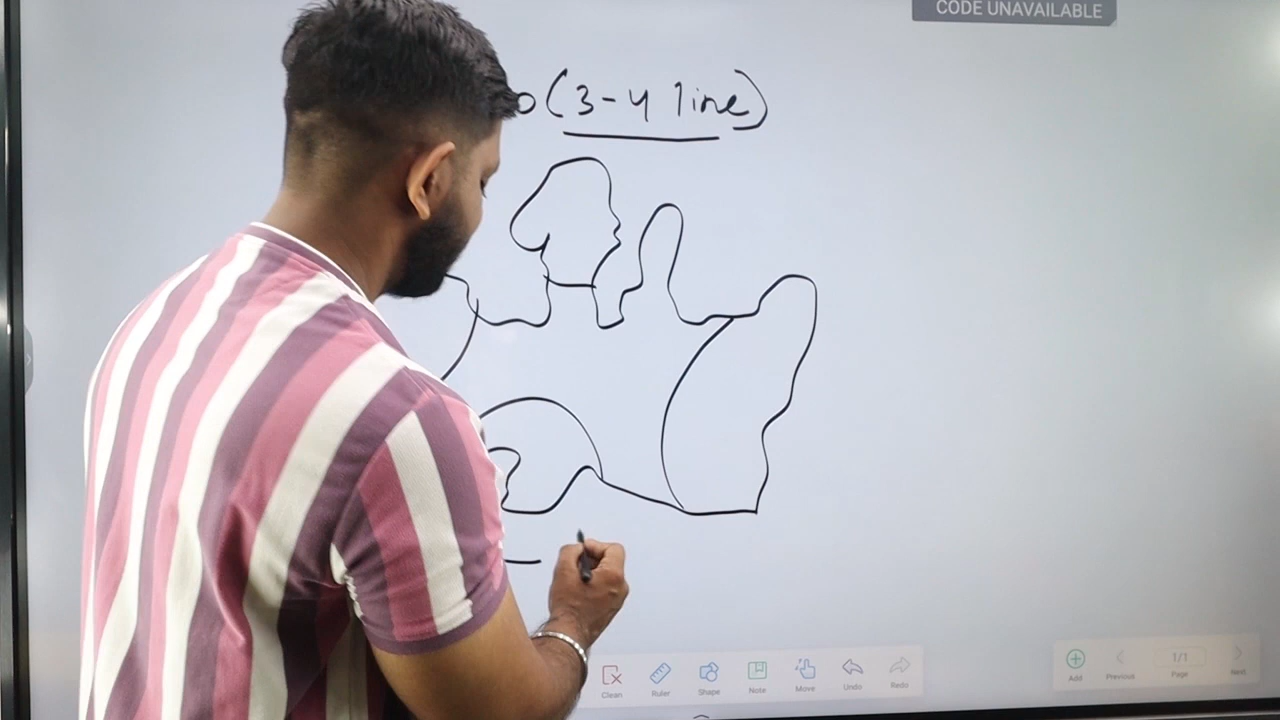 CODE UNAVAILABLE
(3-4 line)
Clean
Ruler
Shape
Note
Move
Undo
Redo
Add
Previous
1/1
Page
Next